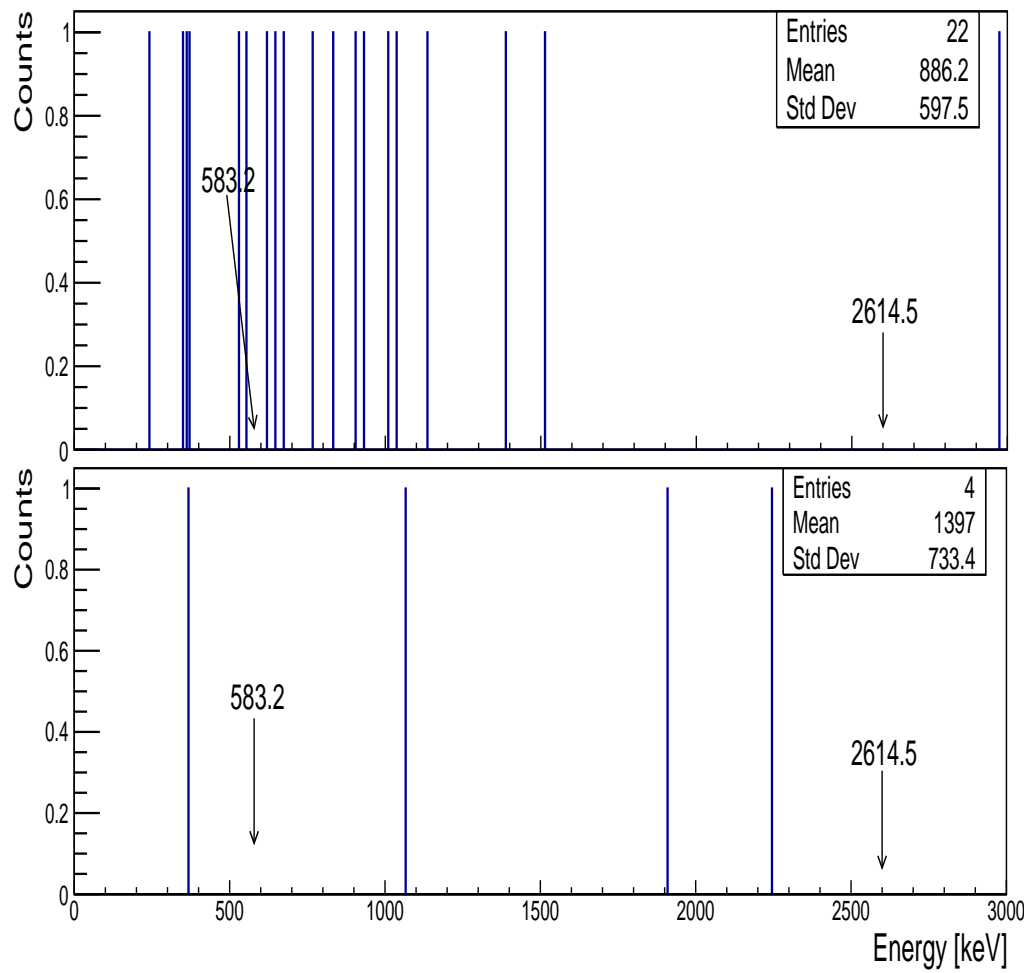 Counts
1
0.8
0.6
0.4
0.2
0
Entries 22
Mean 886.2
Std Dev 597.5
583.2
2614.5
Counts
1
0.8
0.6
0.4
0.2
0
Entries 4
Mean 1397
Std Dev 733.4
583.2
2614.5
0 500 1000 1500 2000 2500 3000
Energy [keV]